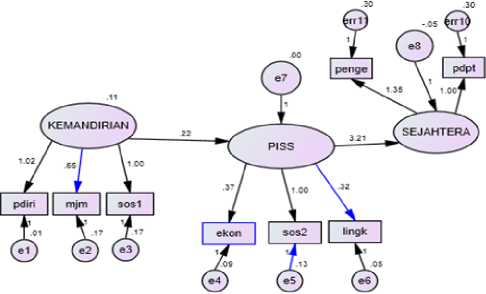 .30
.30
err11
-.05
err10
1
e8
1
.00
penge
pdpt
e7
1.35
1
1.00
.11
1
KEMANDIRIAN
.22
PISS
3.21
SEJAHTERA
1.02
.65
1.00
.37
1.00
.32
pdiri
mjm
sos1
ekon
sos2
lingk
1
.01
1
.17
1
.17
e1
e2
e3
1
.09
1
.13
1
.05
e4
e5
e6